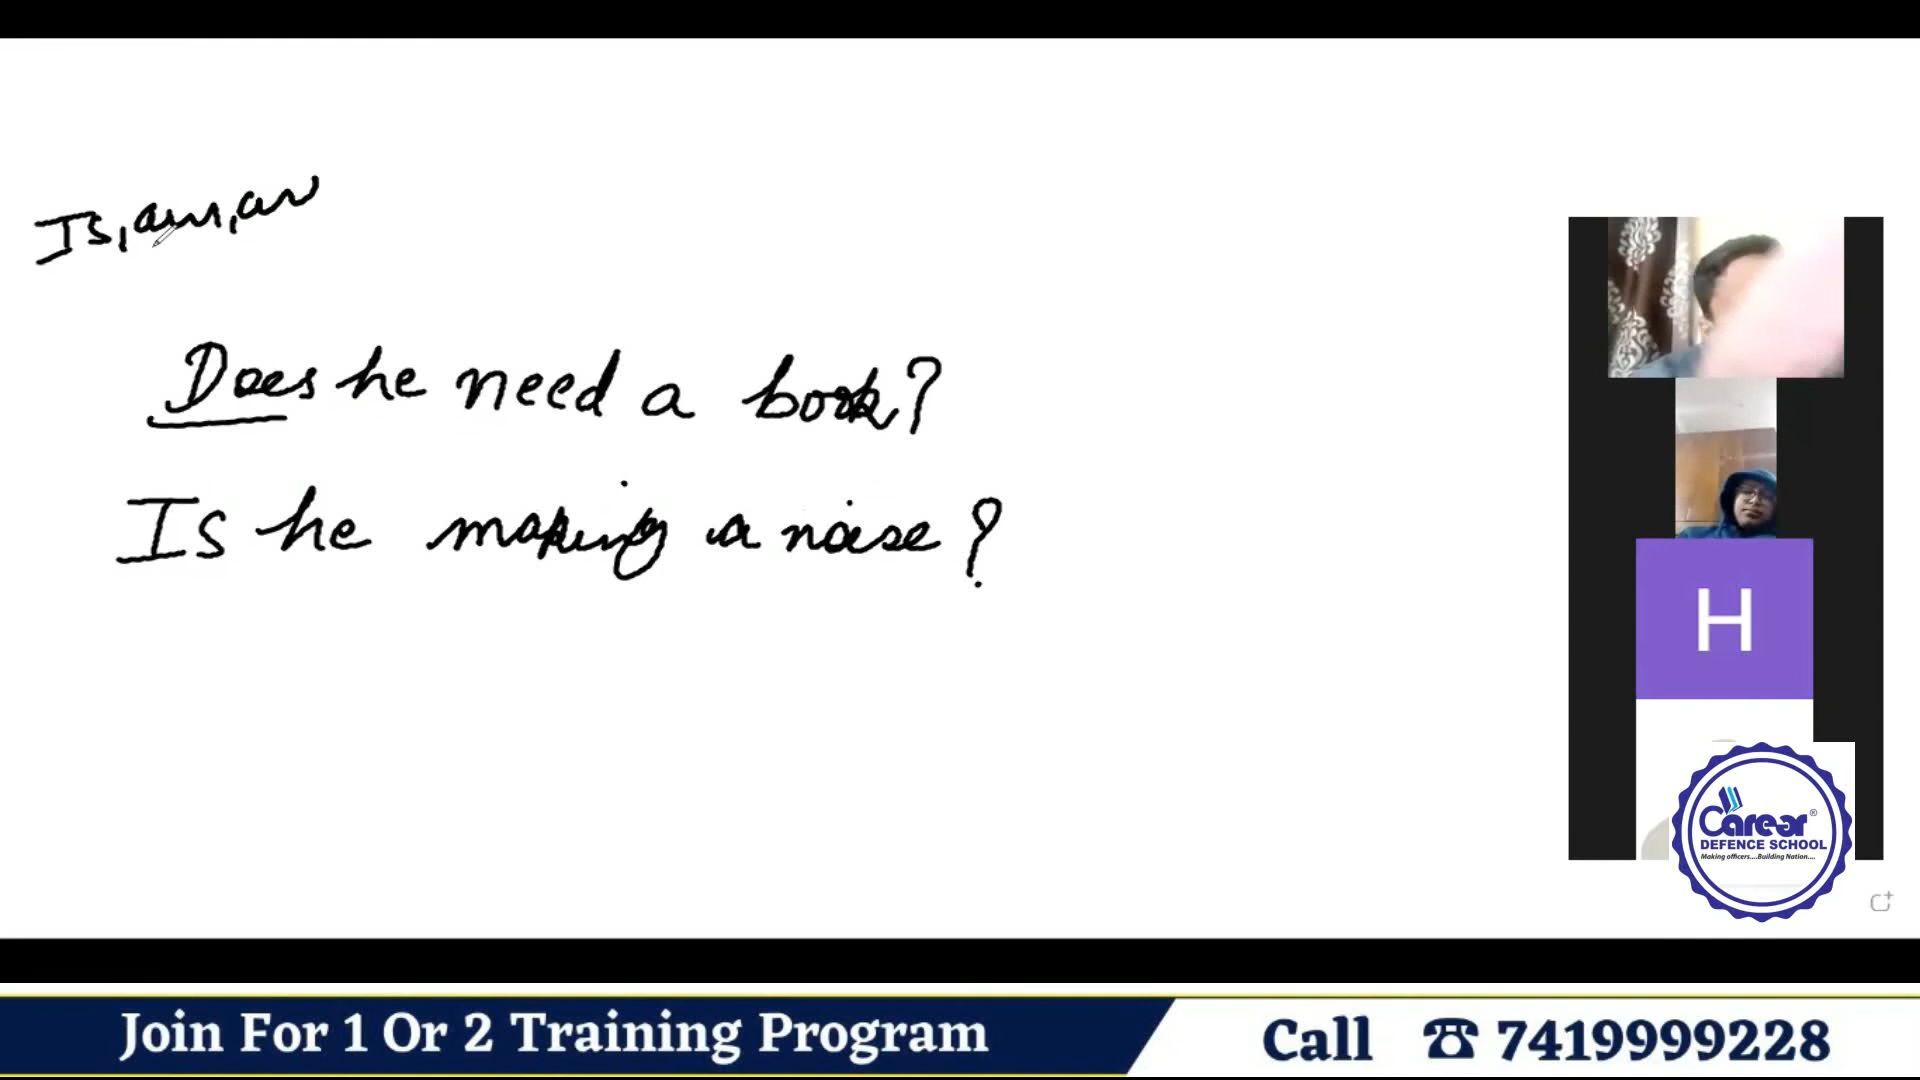 Is, am, are
Does he need a book?
Is he making a noise?
H
Career®
DEFENCE SCHOOL
Making officers....Building Nation....
Join For 1 Or 2 Training Program
Call ☎ 7419999228